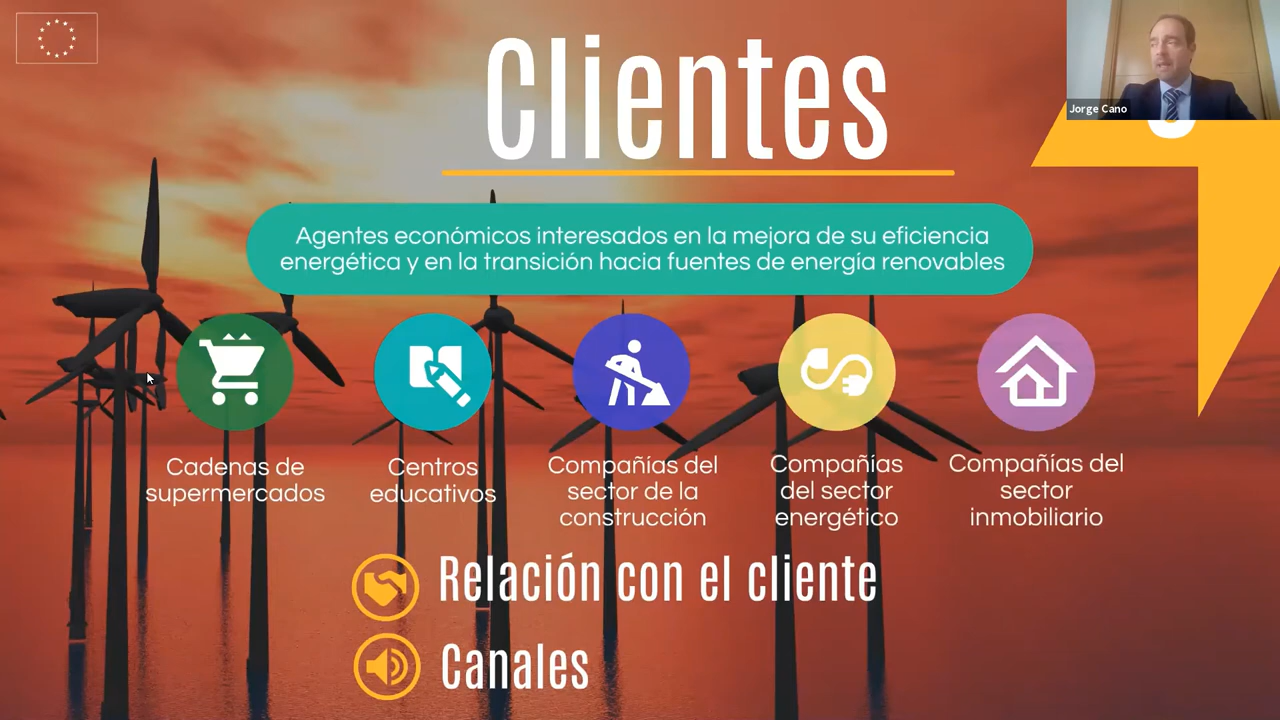 Clientes
Jorge Cano
Agentes económicos interesados en la mejora de su eficiencia
energética y en la transición hacia fuentes de energía renovables
Cadenas de
supermercados
Centros
educativos
Compañías del
sector de la
construcción
Compañías
del sector
energético
Compañías del
sector
inmobiliario
Relación con el cliente
Canales